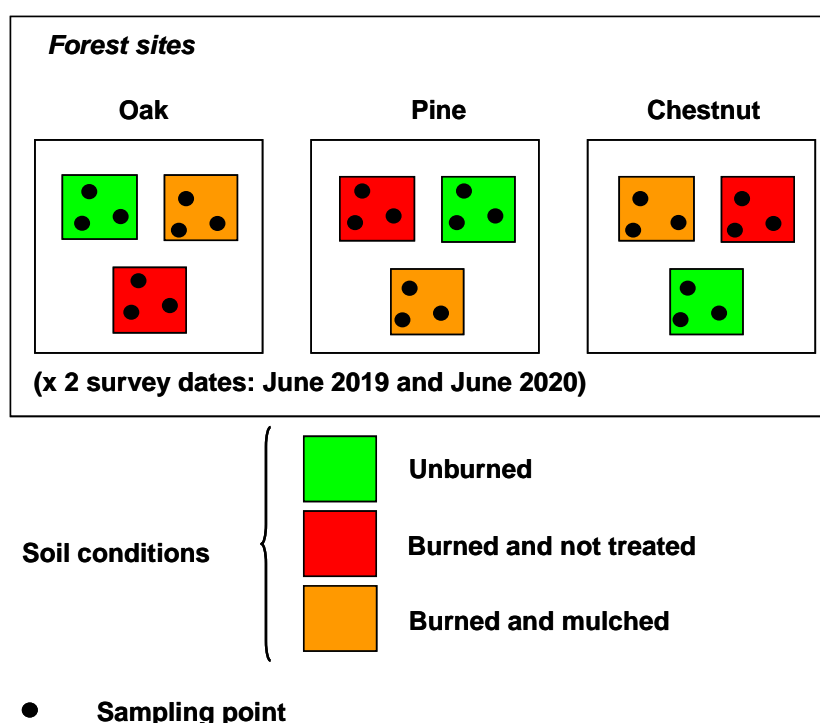 Forest sites
Oak
Pine
Chestnut
(x 2 survey dates: June 2019 and June 2020)
Soil conditions
Unburned
Burned and not treated
Burned and mulched
Sampling point